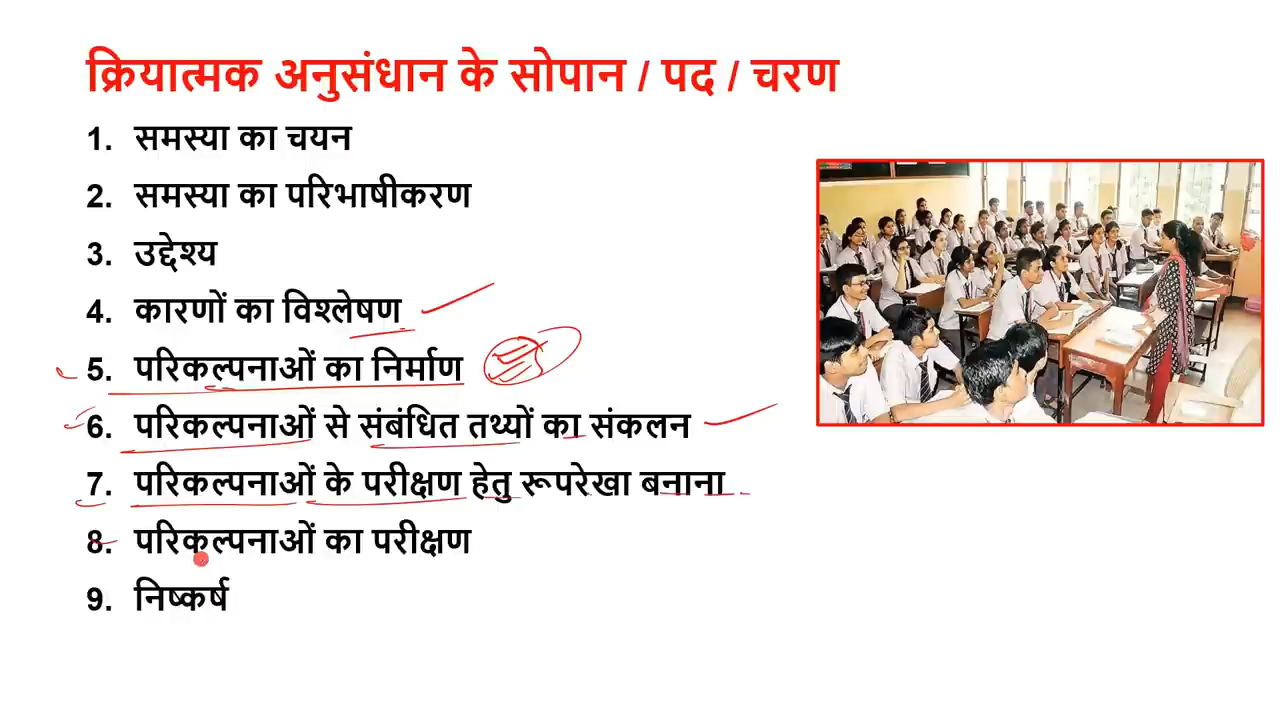 क्रियात्मक अनुसंधान के सोपान / पद / चरण
1. समस्या का चयन
2. समस्या का परिभाषीकरण
3. उद्देश्य
4. कारणों का विश्लेषण
5. परिकल्पनाओं का निर्माण
6. परिकल्पनाओं से संबंधित तथ्यों का संकलन
7. परिकल्पनाओं के परीक्षण हेतु रूपरेखा बनाना
8. परिकल्पनाओं का परीक्षण
9. निष्कर्ष